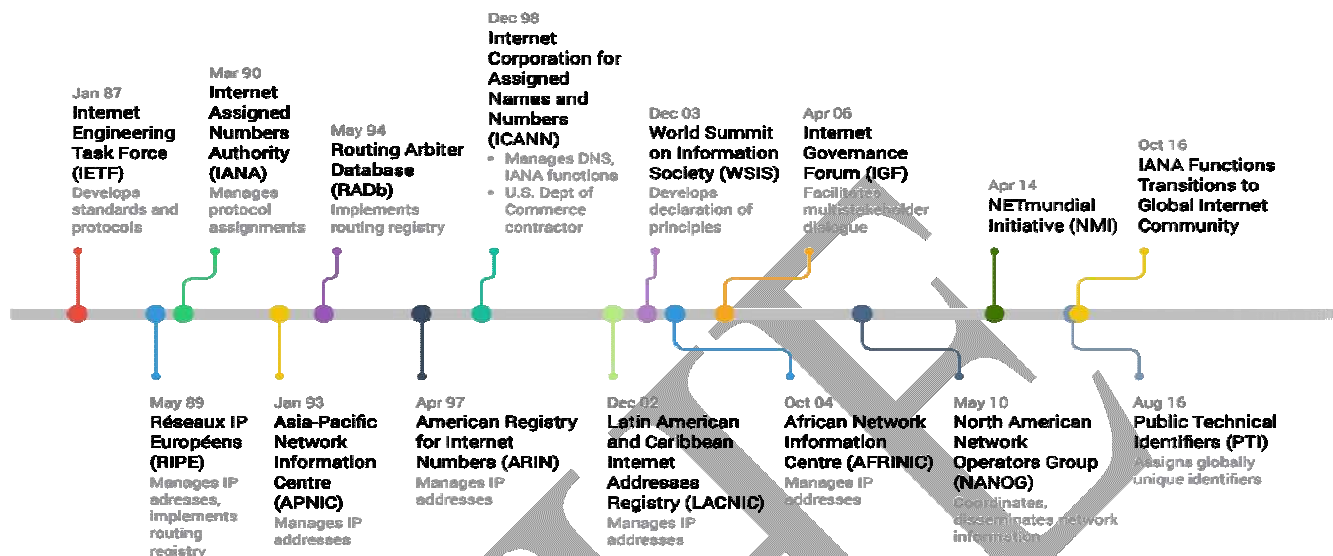 Jan 87
Internet
Engineering
Task Force
(IETF)
Develops
standards and
protocols
Mar 90
Internet
Assigned
Numbers
Authority
(IANA)
Manages
protocol
assignments
May 94
Routing Arbiter
Database
(RADb)
Implements
routing registry
Dec 98
Internet
Corporation for
Assigned
Names and
Numbers
(ICANN)
• Manages DNS,
IANA functions
• U.S. Dept of
Commerce
contractor
Dec 03
World Summit
on Information
Society (WSIS)
Develops
declaration of
principles
Apr 06
Internet
Governance
Forum (IGF)
Facilitates
multistakeholder
dialogue
Apr 14
NETmundial
Initiative (NMI)
Oct 16
IANA Functions
Transitions to
Global Internet
Community
May 89
Réseaux IP
Européens
(RIPE)
Manages IP
adresses,
implements
routing
registry
Jan 93
Asia-Pacific
Network
Information
Centre
(APNIC)
Manages IP
addresses
Apr 97
American Registry
for Internet
Numbers (ARIN)
Manages IP
addresses
Dec 02
Latin American
and Caribbean
Internet
Addresses
Registry (LACNIC)
Manages IP
addresses
Oct 04
African Network
Information
Centre (AFRINIC)
Manages IP
addresses
May 10
North American
Network
Operators Group
(NANOG)
Coordinates,
disseminates network
information
Aug 16
Public Technical
Identifiers (PTI)
Assigns globally
unique identifiers